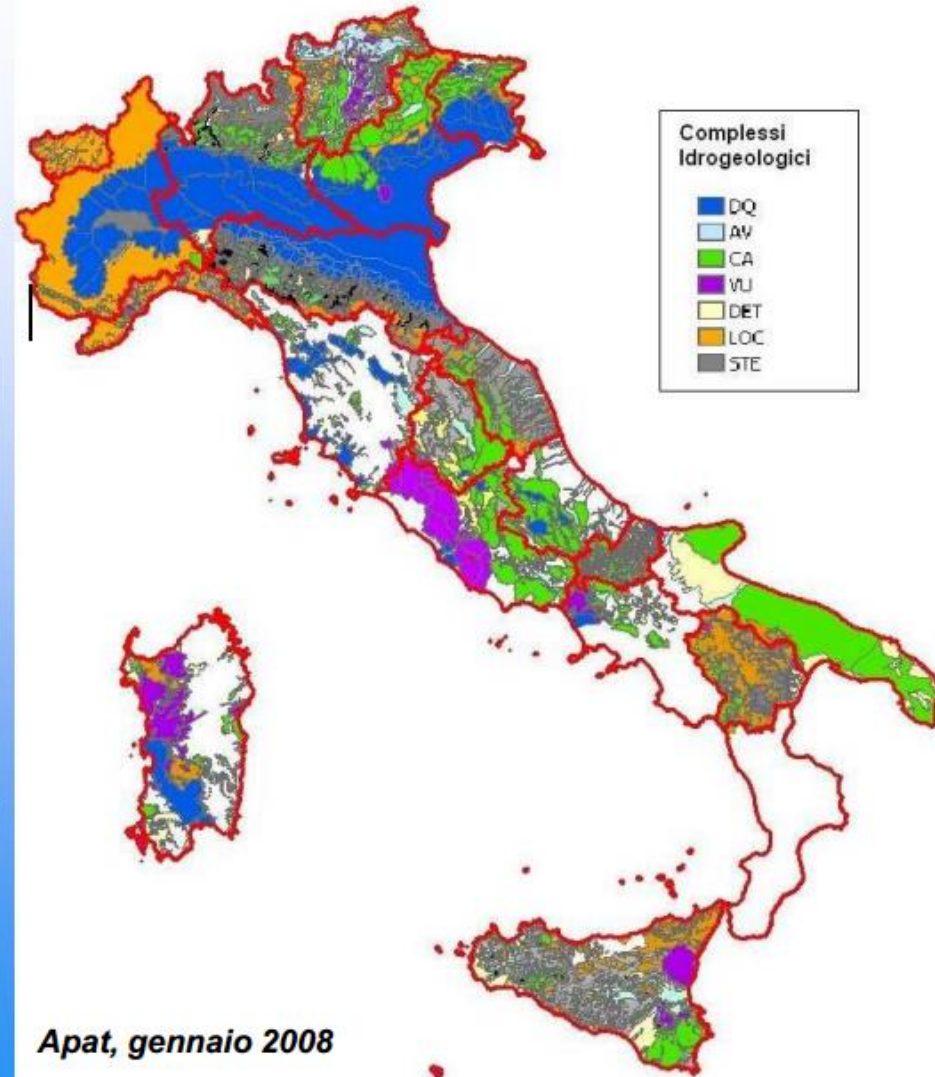 Complessi
Idrogeologici
DQ
AV
CA
VU
DET
LOC
STE
Apat, gennaio 2008